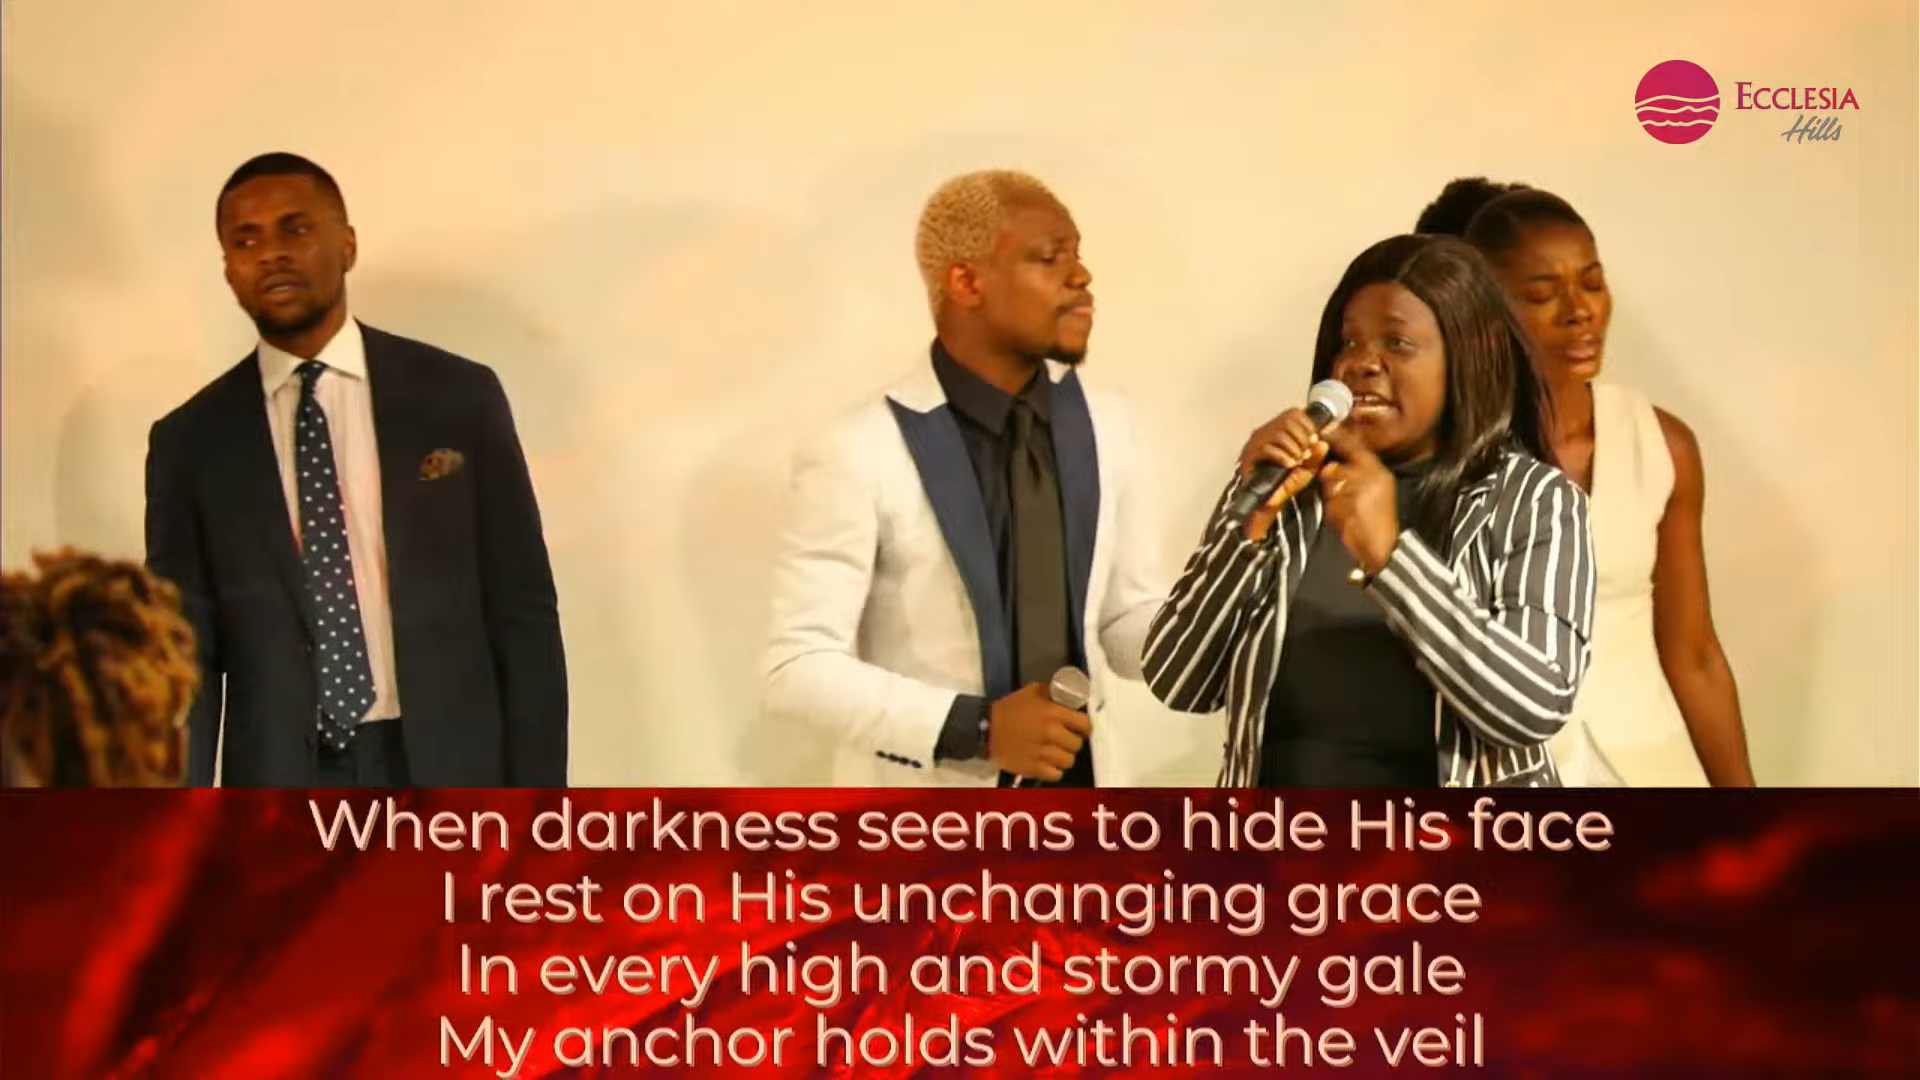 ECCLESIA
Hills
When darkness seems to hide His face
I rest on His unchanging grace
In every high and stormy gale
My anchor holds within the veil